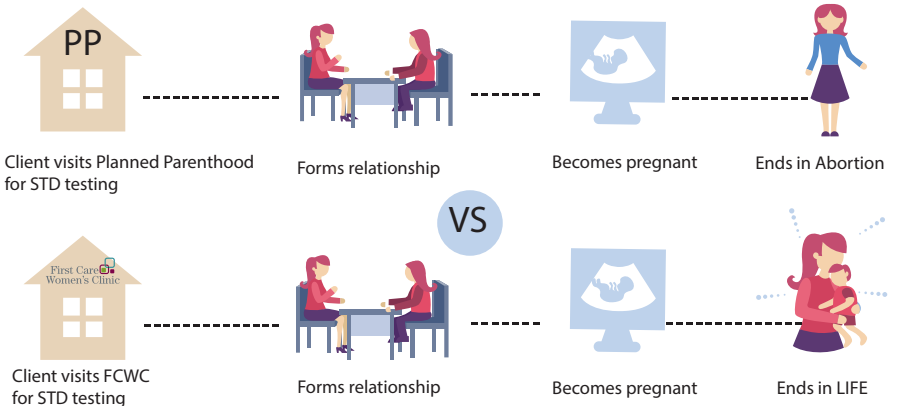 PP
Client visits Planned Parenthood
for STD testing
Forms relationship
Becomes pregnant
Ends in Abortion
VS
First Care
Women's Clinic
Client visits FCWC
for STD testing
Forms relationship
Becomes pregnant
Ends in LIFE